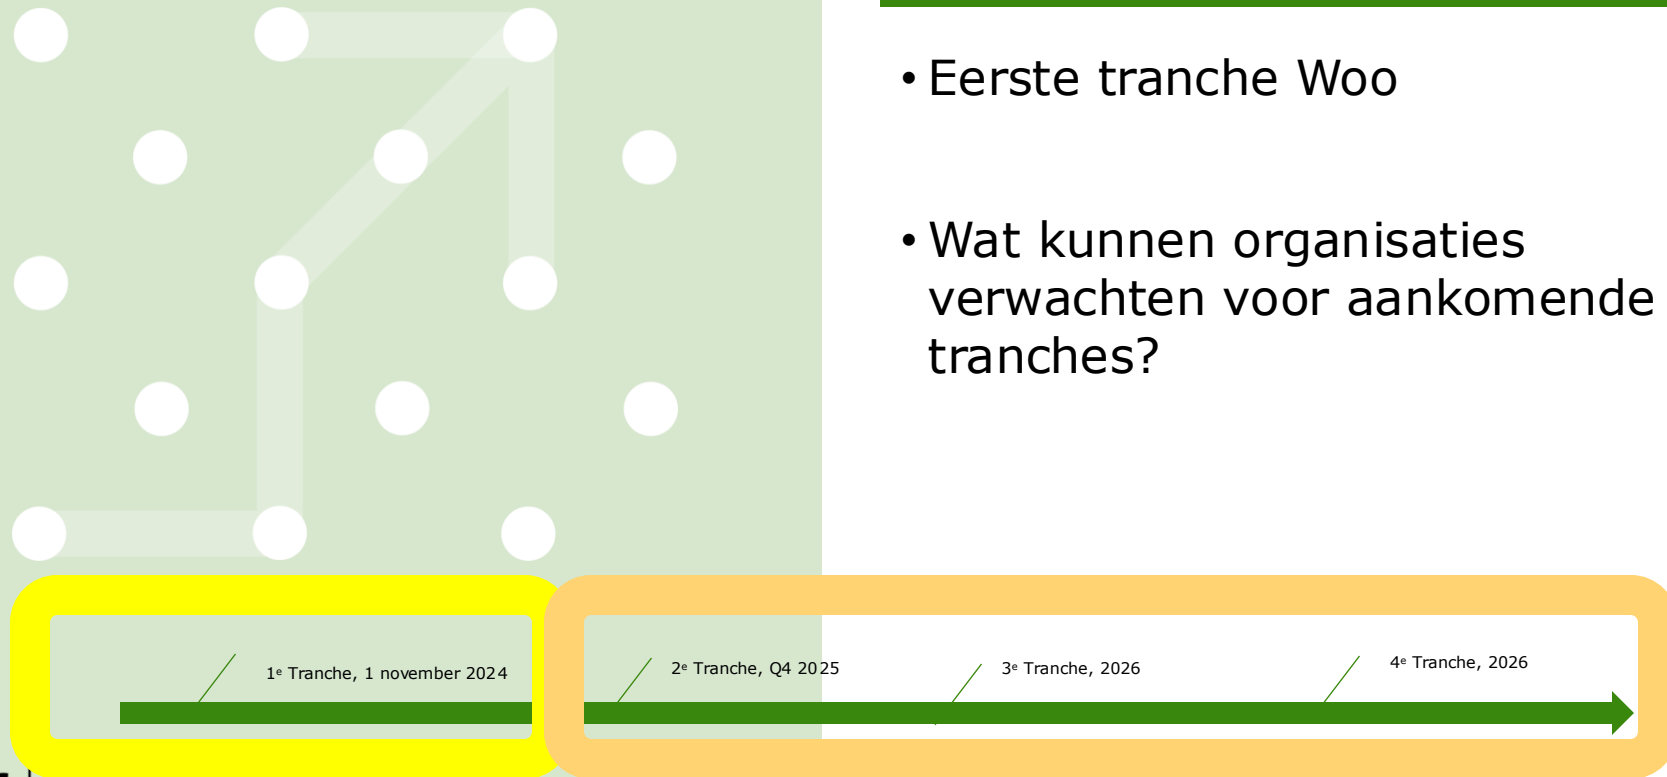 • Eerste tranche Woo
• Wat kunnen organisaties
verwachten voor aankomende
tranches?
1e Tranche, 1 november 2024
2e Tranche, Q4 2025
3e Tranche, 2026
4e Tranche, 2026